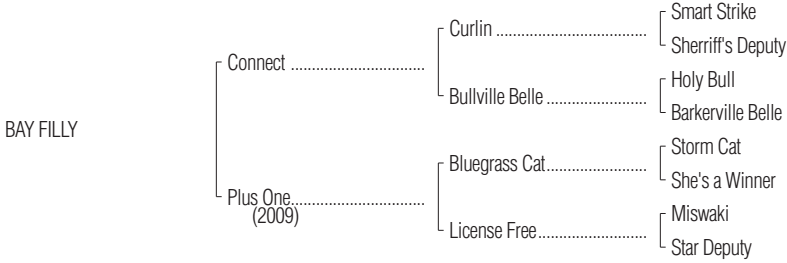 Smart Strike
Curlin ....................................
Sherriff's Deputy
Connect ................................
Holy Bull
Bullville Belle ........................
Barkerville Belle
BAY FILLY
Storm Cat
Bluegrass Cat........................
She's a Winner
Plus One................................
(2009)
Miswaki
License Free..........................
Star Deputy